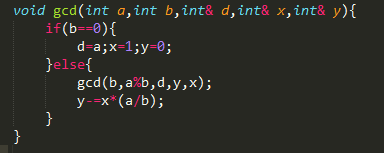 void gcd(int a,int b,int& d,int& x,int& y){
    if(b==0){
        d=a;x=1;y=0;
    }else{
        gcd(b,a%b,d,y,x);
        y-=x*(a/b);
    }
}